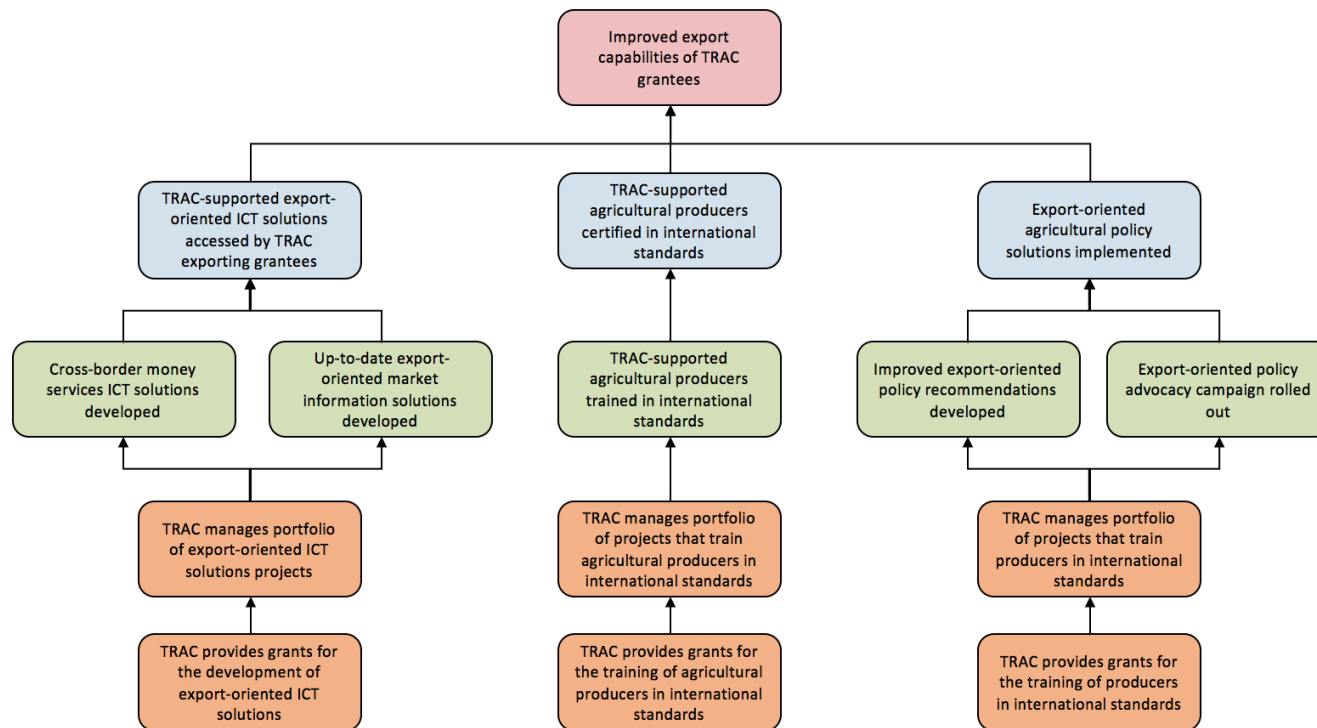 Improved export
capabilities of TRAC
grantees
TRAC-supported export-
oriented ICT solutions
accessed by TRAC
exporting grantees
TRAC-supported
agricultural producers
certified in international
standards
Export-oriented
agricultural policy
solutions implemented
Cross-border money
services ICT solutions
developed
Up-to-date export-
oriented market
information solutions
developed
TRAC-supported
agricultural producers
trained in international
standards
Improved export-oriented
policy recommendations
developed
Export-oriented policy
advocacy campaign rolled
out
TRAC manages portfolio
of export-oriented ICT
solutions projects
TRAC manages portfolio
of projects that train
agricultural producers in
international standards
TRAC manages portfolio
of projects that train
producers in international
standards
TRAC provides grants for
the development of
export-oriented ICT
solutions
TRAC provides grants for
the training of agricultural
producers in international
standards
TRAC provides grants for
the training of producers
in international standards